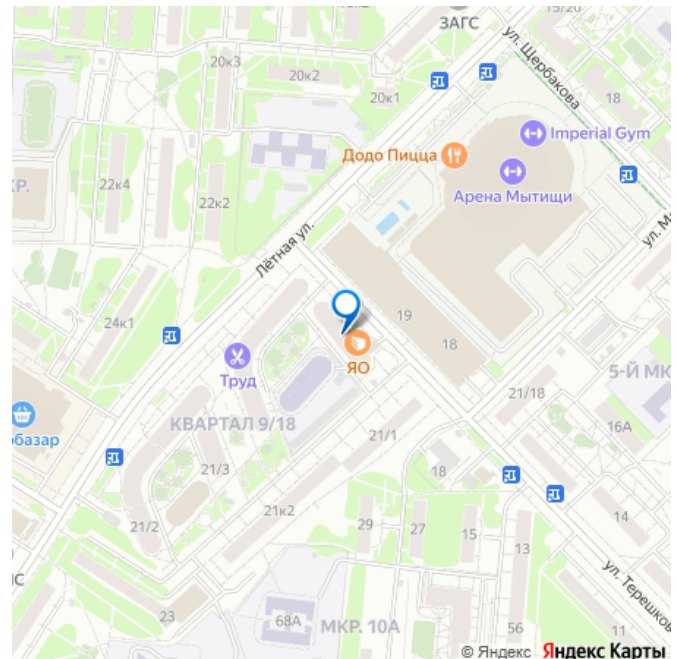 ЗАГС
15/20
20к3
20к2
20к1
ул. Щербакова
18
Imperial Gym
Додо Пицца
Арена Мытищи
КР.
22к4
22к2
Лётная ул.
ул. М
24к1
19
18
ЯО
Труд
5-Й МК
21/18
обазар
КВАРТАЛ 9/18
16А
21/1
18
21/3
21к2
21/2
29
27
15
13
14
ул. Терешков
23
68А
МКР. 10А
56
11
© Яндекс Яндекс Карты